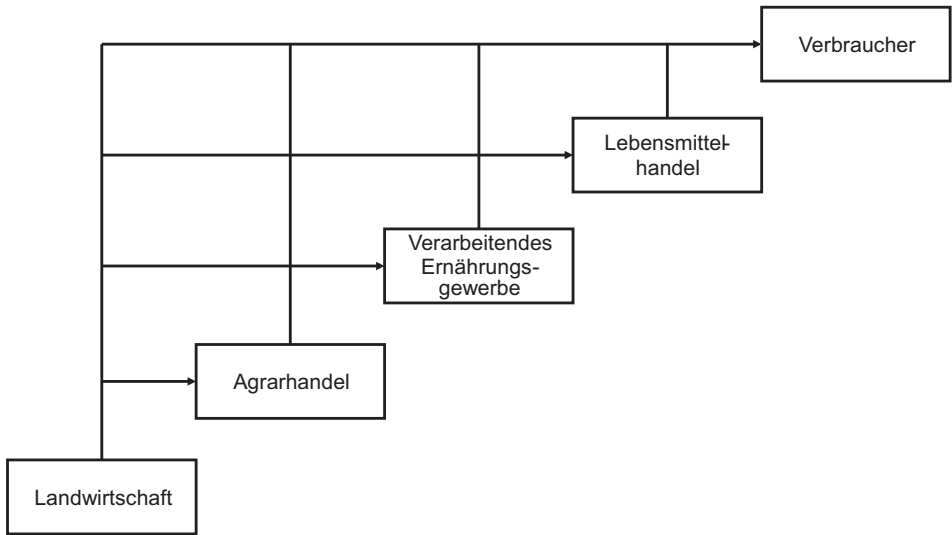 Verbraucher
Lebensmittel-
handel
Verarbeitendes
Ernährungs-
gewerbe
Agrarhandel
Landwirtschaft